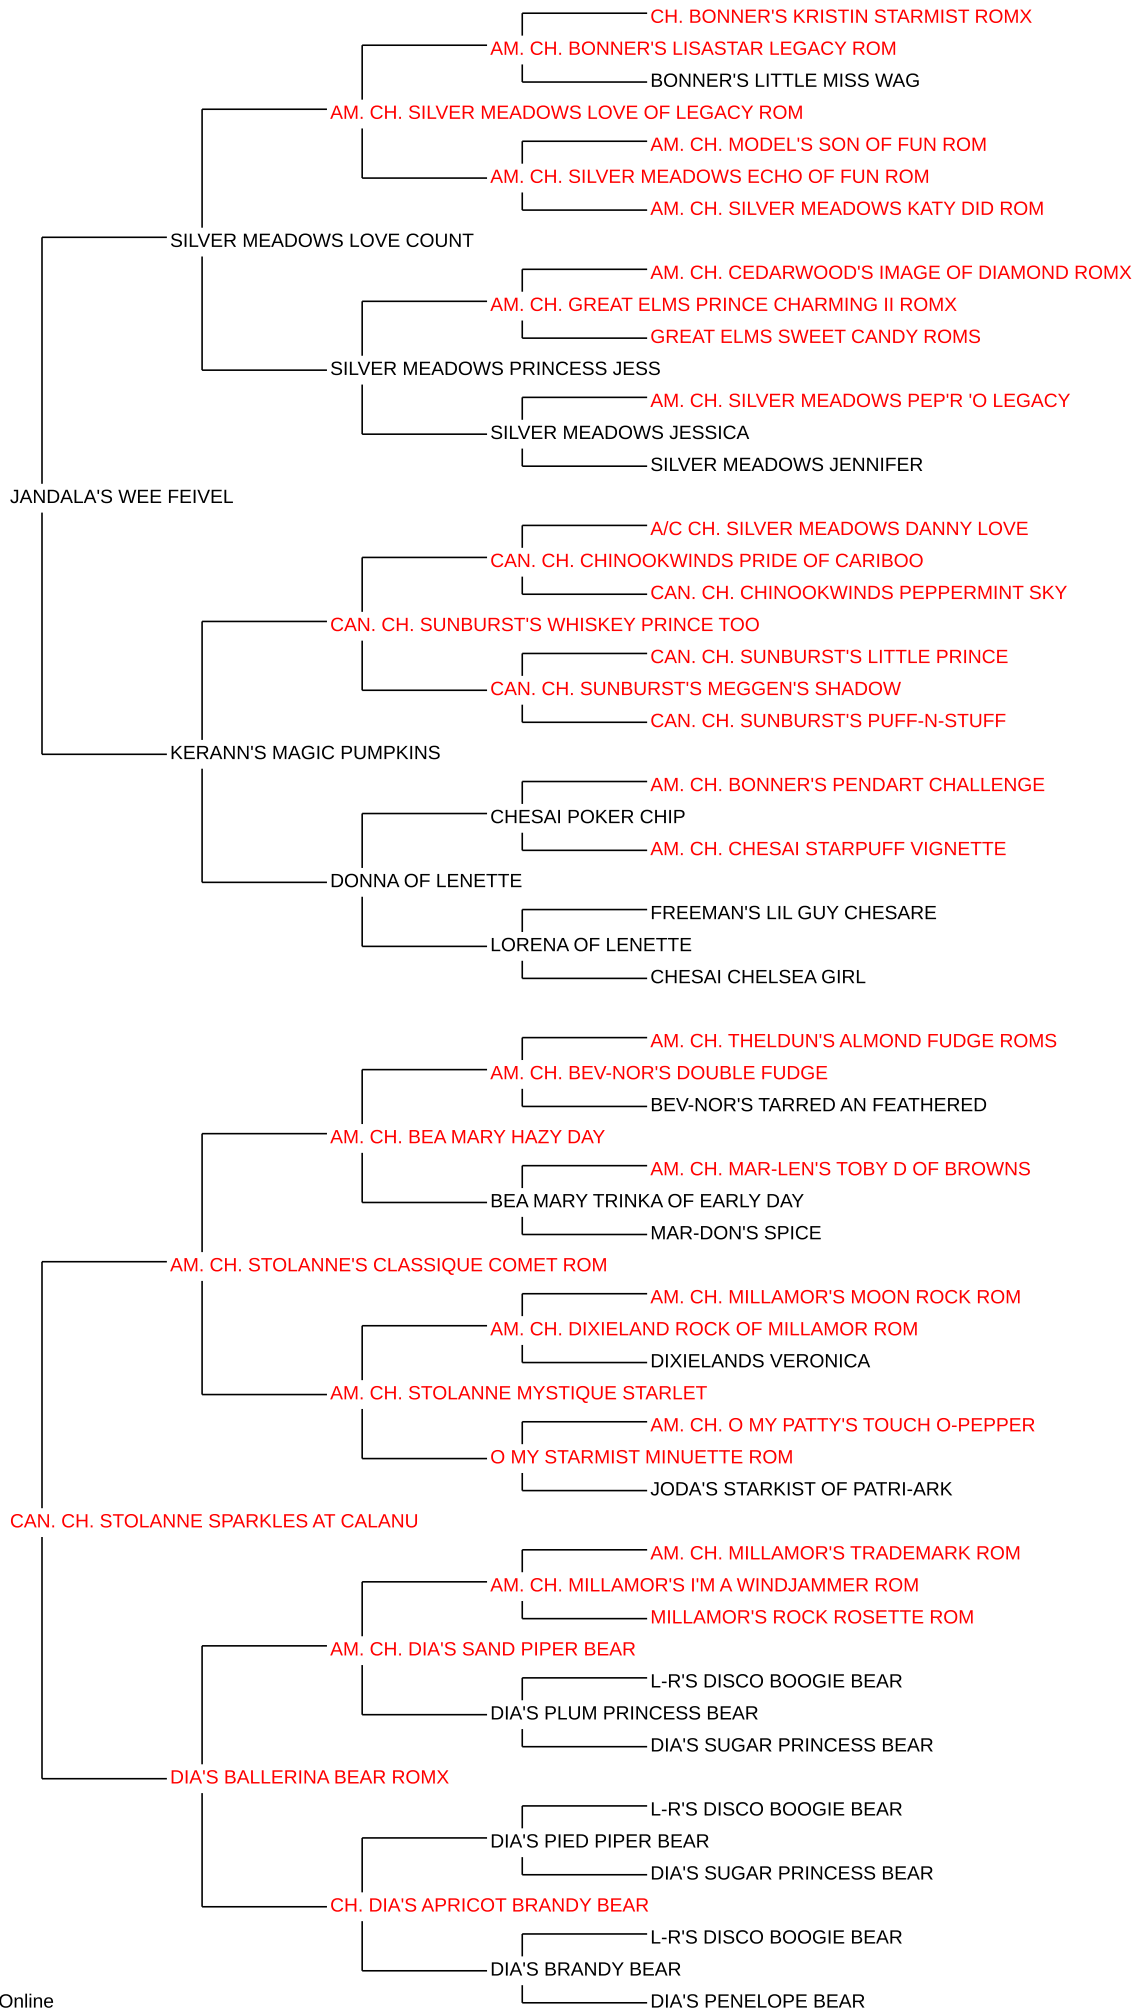 CH. BONNER'S KRISTIN STARMIST ROMX
AM. CH. BONNER'S LISASTAR LEGACY ROM
BONNER'S LITTLE MISS WAG
AM. CH. SILVER MEADOWS LOVE OF LEGACY ROM
AM. CH. MODEL'S SON OF FUN ROM
AM. CH. SILVER MEADOWS ECHO OF FUN ROM
AM. CH. SILVER MEADOWS KATY DID ROM
SILVER MEADOWS LOVE COUNT
AM. CH. CEDARWOOD'S IMAGE OF DIAMOND ROMX
AM. CH. GREAT ELMS PRINCE CHARMING II ROMX
GREAT ELMS SWEET CANDY ROMS
SILVER MEADOWS PRINCESS JESS
AM. CH. SILVER MEADOWS PEP'R 'O LEGACY
SILVER MEADOWS JESSICA
SILVER MEADOWS JENNIFER
JANDALA'S WEE FEIVEL
A/C CH. SILVER MEADOWS DANNY LOVE
CAN. CH. CHINOOKWINDS PRIDE OF CARIBOO
CAN. CH. CHINOOKWINDS PEPPERMINT SKY
CAN. CH. SUNBURST'S WHISKEY PRINCE TOO
CAN. CH. SUNBURST'S LITTLE PRINCE
CAN. CH. SUNBURST'S MEGGEN'S SHADOW
CAN. CH. SUNBURST'S PUFF-N-STUFF
KERANN'S MAGIC PUMPKINS
AM. CH. BONNER'S PENDART CHALLENGE
CHESAI POKER CHIP
AM. CH. CHESAI STARPUFF VIGNETTE
DONNA OF LENETTE
FREEMAN'S LIL GUY CHESARE
LORENA OF LENETTE
CHESAI CHELSEA GIRL
AM. CH. THELDUN'S ALMOND FUDGE ROMS
AM. CH. BEV-NOR'S DOUBLE FUDGE
BEV-NOR'S TARRED AN FEATHERED
AM. CH. BEA MARY HAZY DAY
AM. CH. MAR-LEN'S TOBY D OF BROWNS
BEA MARY TRINKA OF EARLY DAY
MAR-DON'S SPICE
AM. CH. STOLANNE'S CLASSIQUE COMET ROM
AM. CH. MILLAMOR'S MOON ROCK ROM
AM. CH. DIXIELAND ROCK OF MILLAMOR ROM
DIXIELANDS VERONICA
AM. CH. STOLANNE MYSTIQUE STARLET
AM. CH. O MY PATTY'S TOUCH O-PEPPER
O MY STARMIST MINUETTE ROM
JODA'S STARKIST OF PATRI-ARK
CAN. CH. STOLANNE SPARKLES AT CALANU
AM. CH. MILLAMOR'S TRADEMARK ROM
AM. CH. MILLAMOR'S I'M A WINDJAMMER ROM
MILLAMOR'S ROCK ROSETTE ROM
AM. CH. DIA'S SAND PIPER BEAR
L-R'S DISCO BOOGIE BEAR
DIA'S PLUM PRINCESS BEAR
DIA'S SUGAR PRINCESS BEAR
DIA'S BALLERINA BEAR ROMX
L-R'S DISCO BOOGIE BEAR
DIA'S PIED PIPER BEAR
DIA'S SUGAR PRINCESS BEAR
CH. DIA'S APRICOT BRANDY BEAR
L-R'S DISCO BOOGIE BEAR
DIA'S BRANDY BEAR
DIA'S PENELOPE BEAR
Online